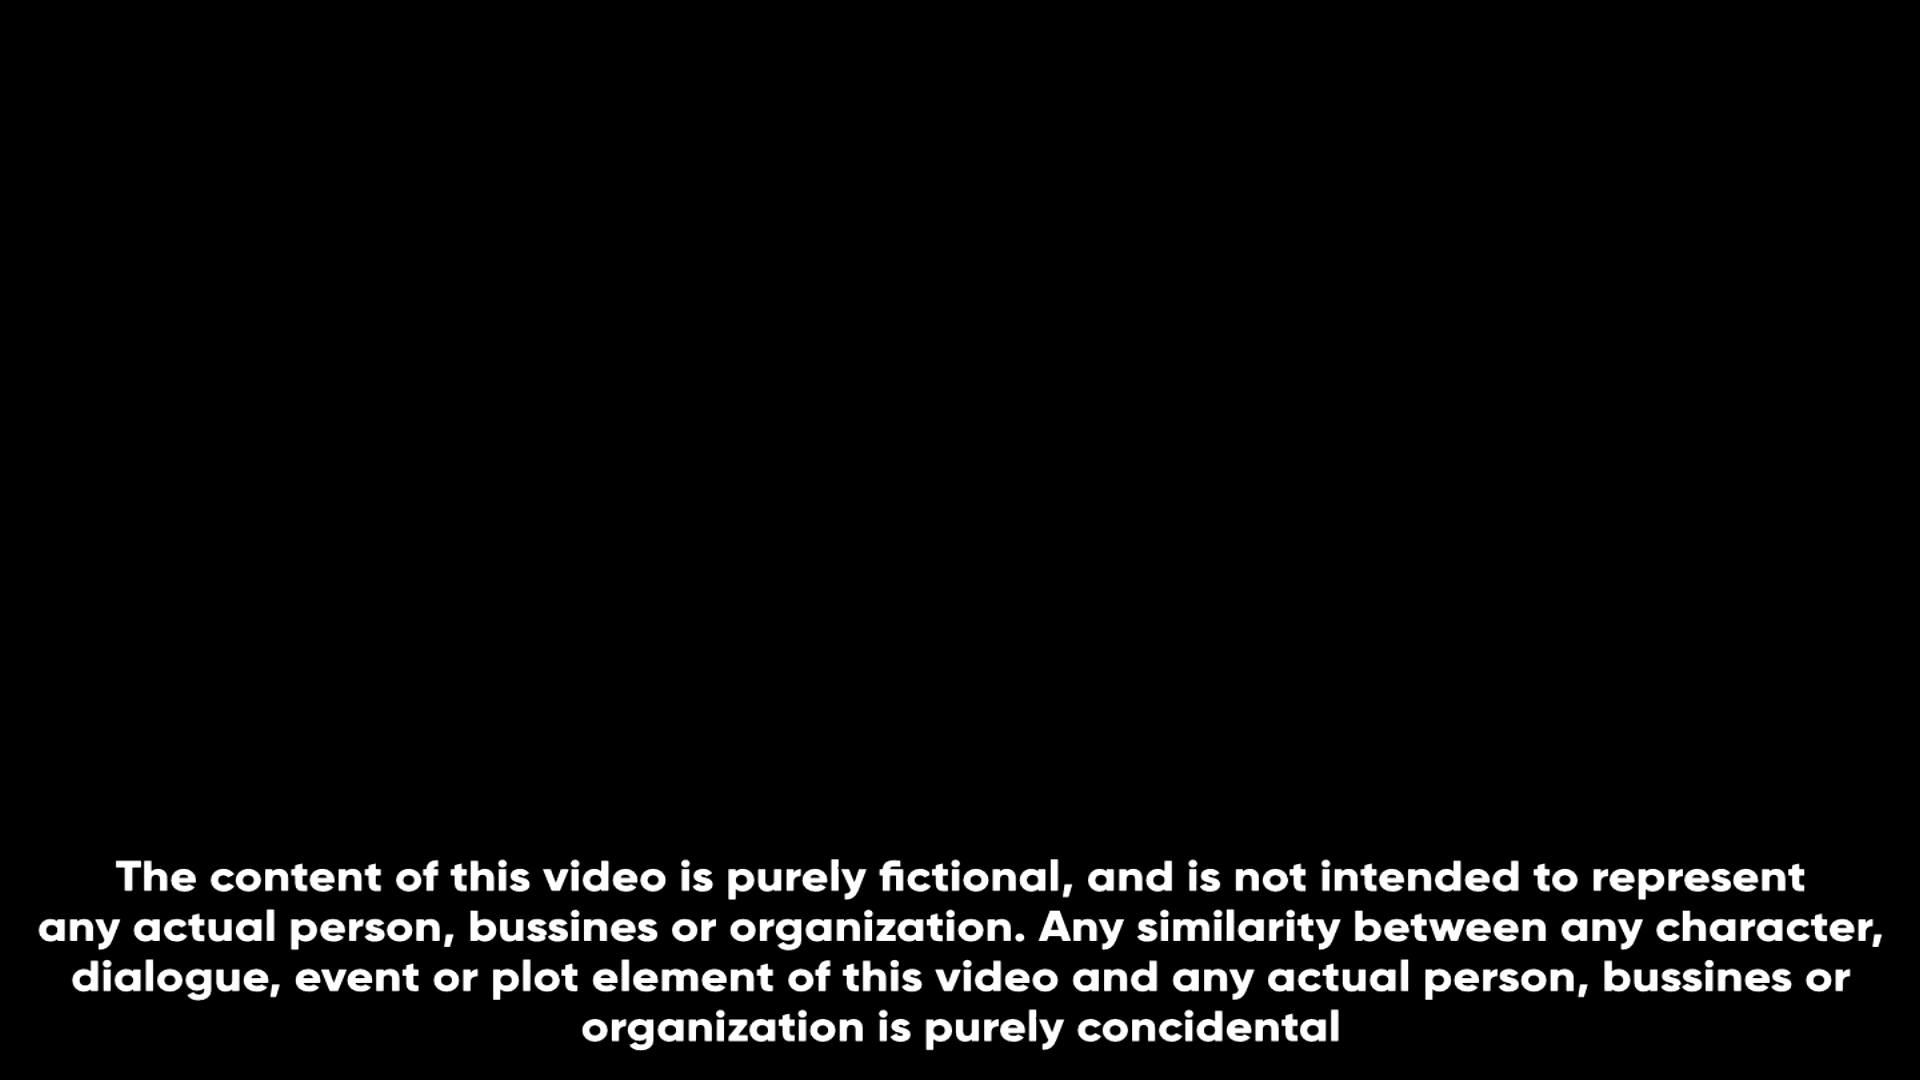 The content of this video is purely fictional, and is not intended to represent
any actual person, bussines or organization. Any similarity between any character,
dialogue, event or plot element of this video and any actual person, bussines or
organization is purely concidental